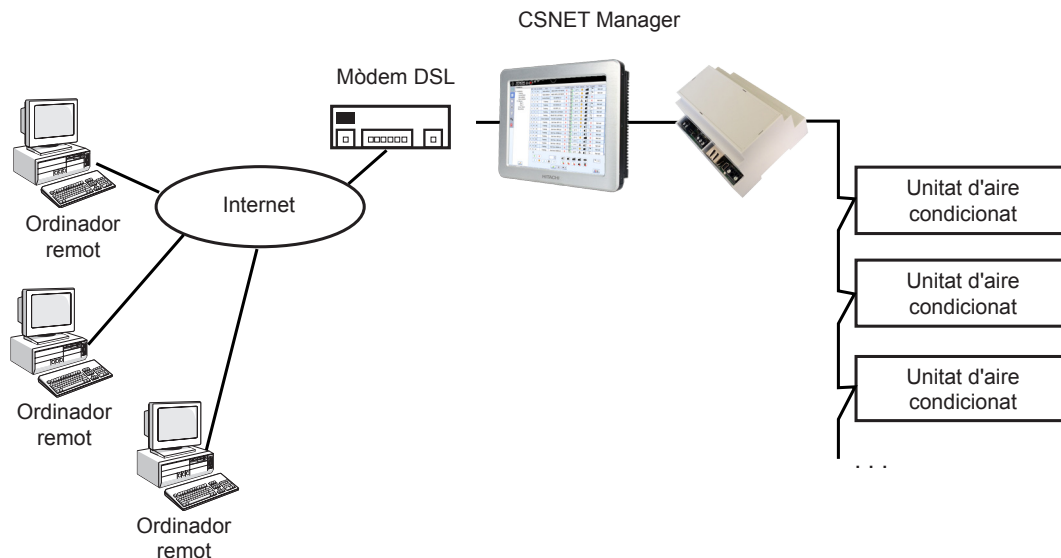 CSNET Manager
Mòdem DSL
Ordinador
remot
Internet
Unitat d'aire
condicionat
Unitat d'aire
condicionat
Ordinador
remot
Unitat d'aire
condicionat
. . .
Ordinador
remot